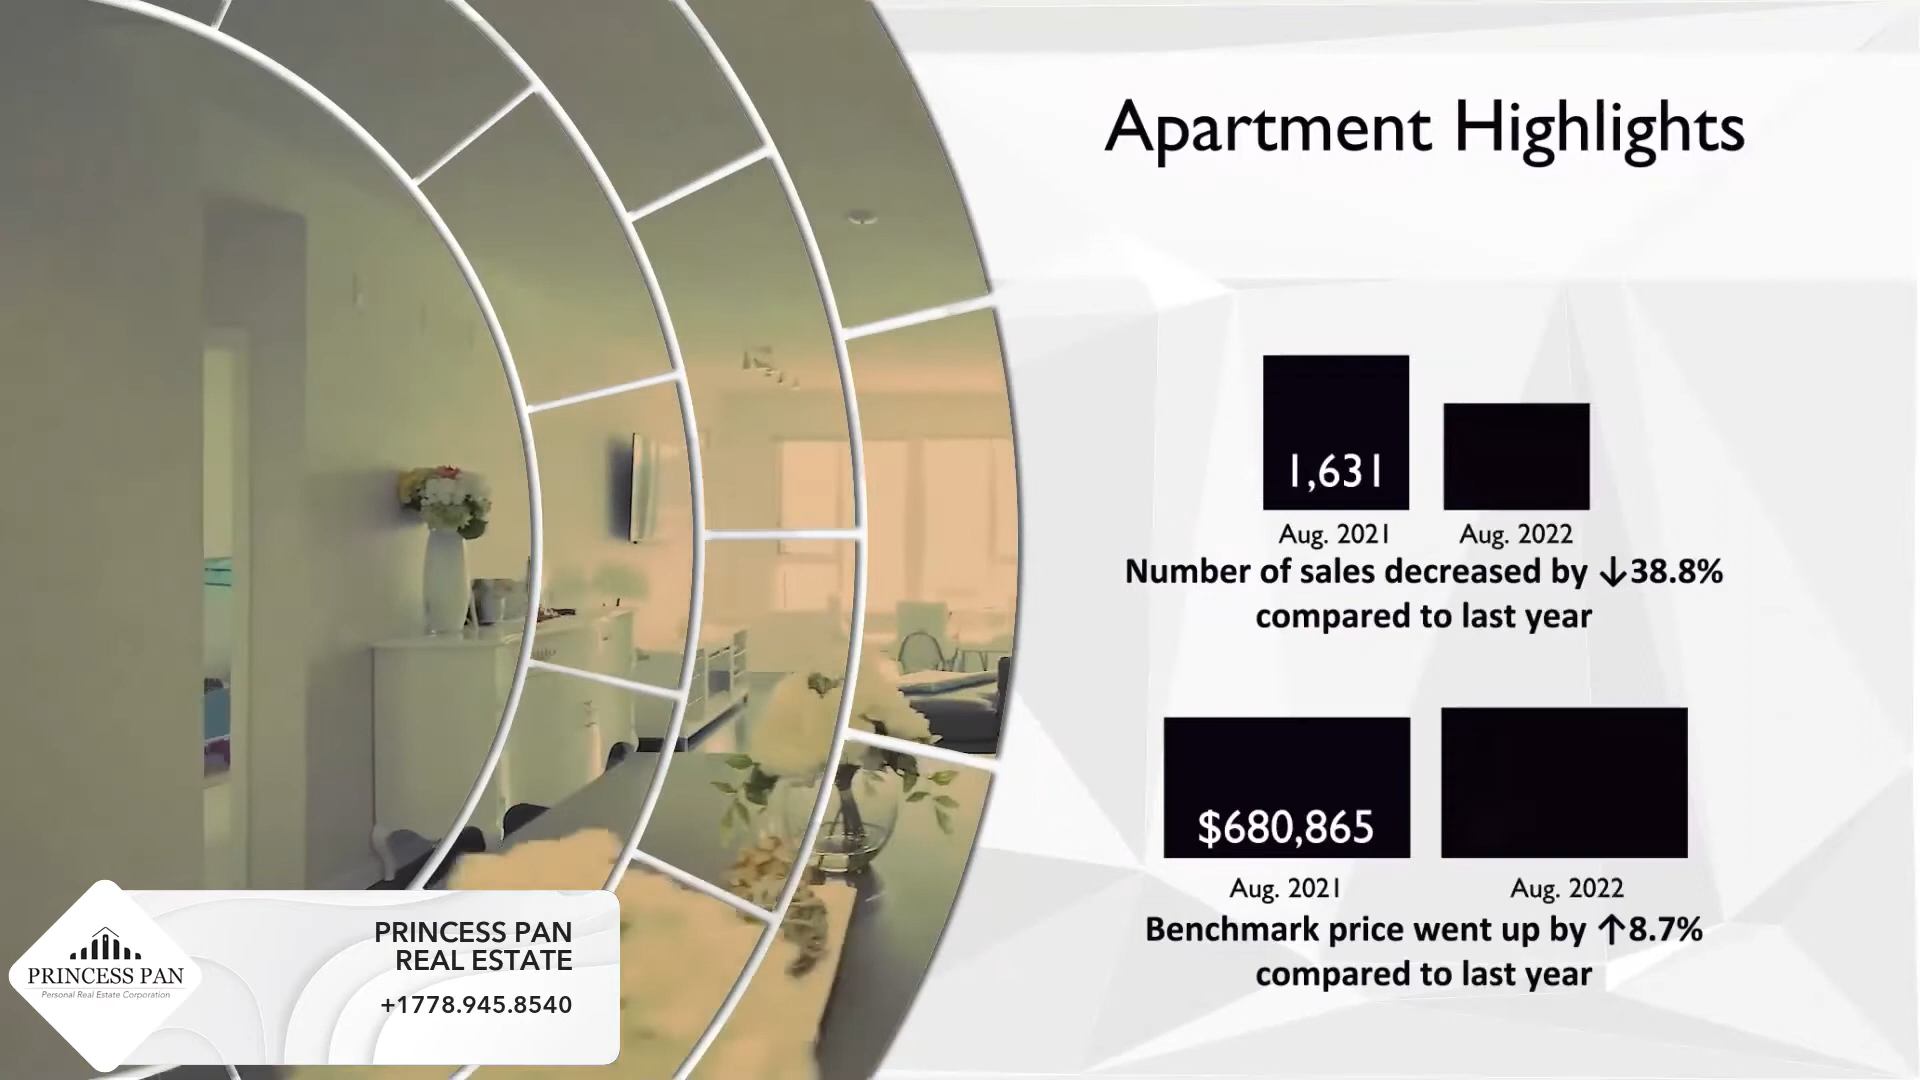 Apartment Highlights
1,631
Aug. 2021
Aug. 2022
Number of sales decreased by ↓38.8%
compared to last year
$680,865
Aug. 2021
Aug. 2022
Benchmark price went up by ↑8.7%
compared to last year
PRINCESS PAN
Personal Real Estate Corporation
PRINCESS PAN
REAL ESTATE
+1778.945.8540